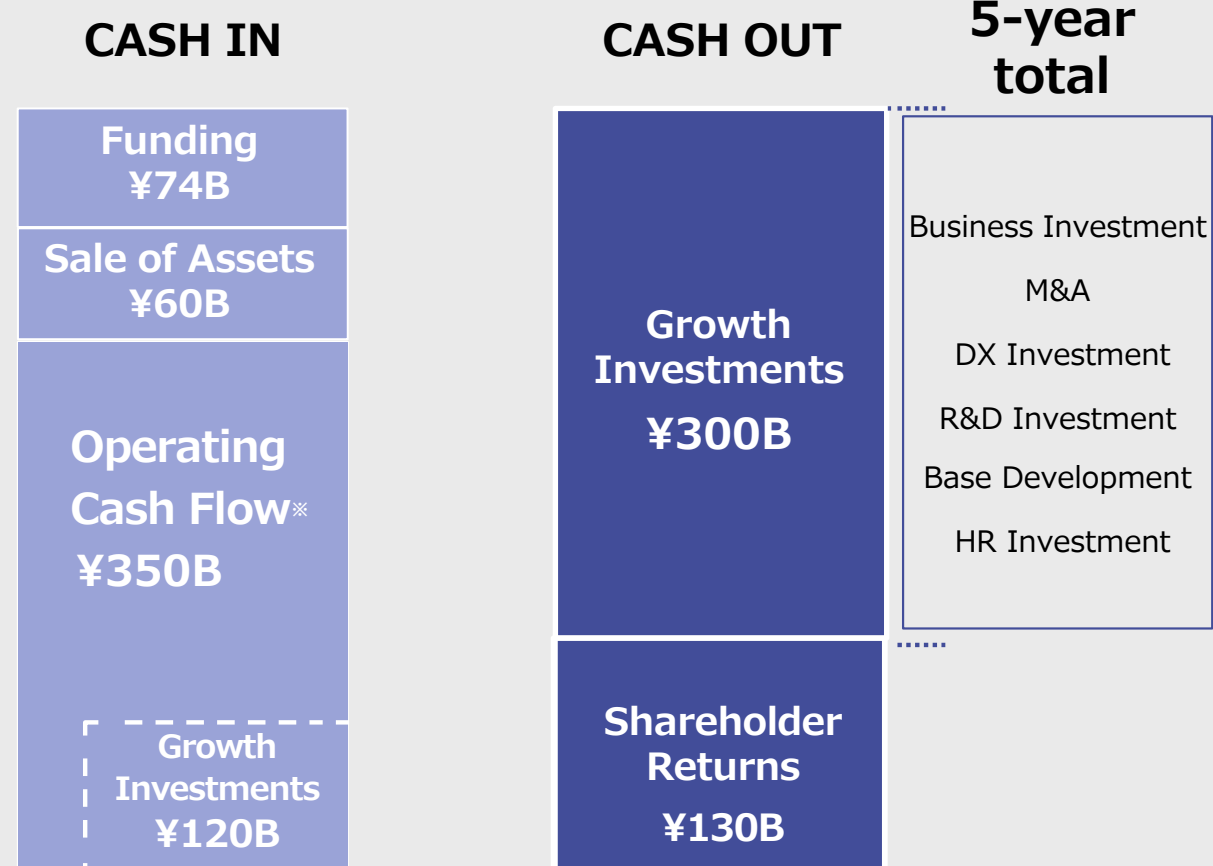 CASH IN
Funding
¥74B
Sale of Assets
¥60B
Operating
Cash Flow※
¥350B
Growth
Investments
¥120B
CASH OUT
Growth
Investments
¥300B
Shareholder
Returns
¥130B
5-year
total
Business Investment
M&A
DX Investment
R&D Investment
Base Development
HR Investment